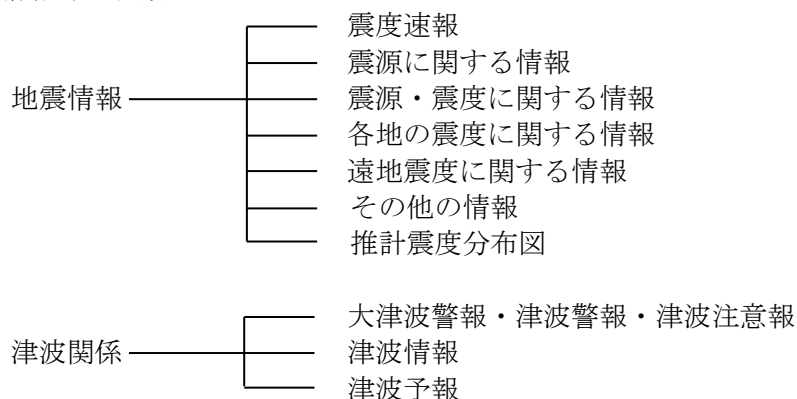 震度速報
震源に関する情報
地震情報
震源・震度に関する情報
各地の震度に関する情報
遠地震度に関する情報
その他の情報
推計震度分布図
大津波警報・津波警報・津波注意報
津波関係
津波情報
津波予報